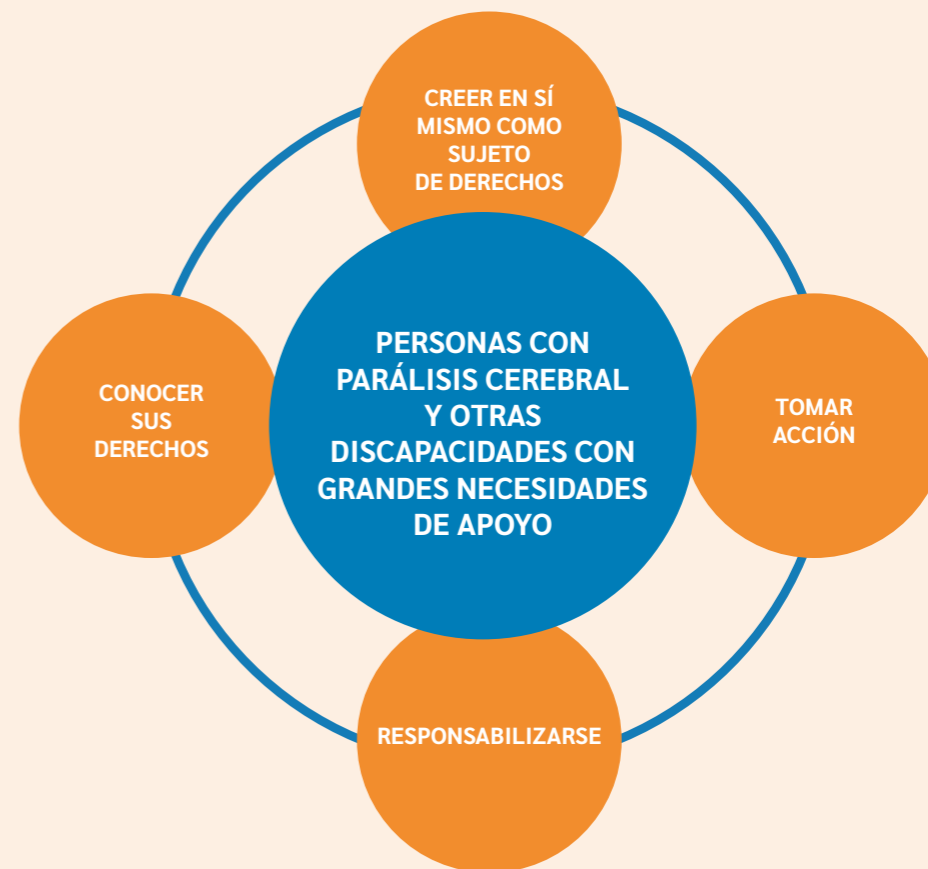 CREER EN SÍ
MISMO COMO
SUJETO
DE DERECHOS
CONOCER
SUS
DERECHOS
PERSONAS CON
PARÁLISIS CEREBRAL
Y OTRAS
DISCAPACIDADES CON
GRANDES NECESIDADES
DE APOYO
TOMAR
ACCIÓN
RESPONSABILIZARSE